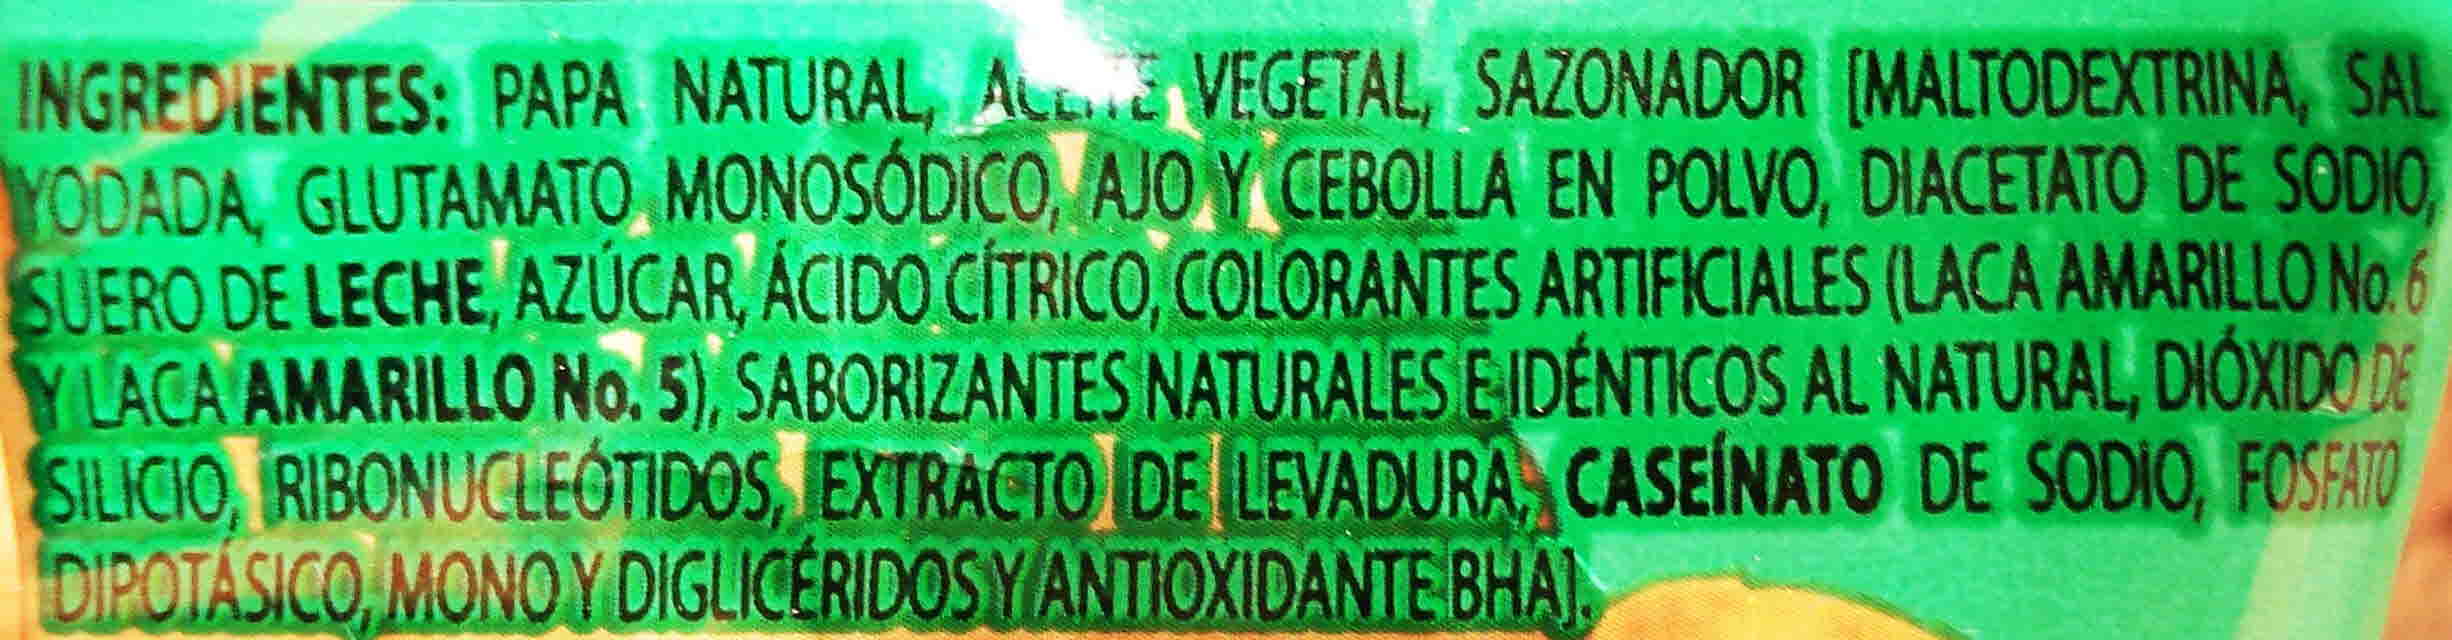 INGREDIENTES: PAPA NATURAL, ACEITE VEGETAL, SAZONADOR [MALTODEXTRINA, SAL
YODADA, GLUTAMATO MONOSÓDICO, AJO Y CEBOLLA EN POLVO, DIACETATO DE SODIO,
SUERO DE LECHE, AZÚCAR, ÁCIDO CÍTRICO, COLORANTES ARTIFICIALES (LACA AMARILLO No. 6
Y LACA AMARILLO No. 5), SABORIZANTES NATURALES E IDÉNTICOS AL NATURAL, DIÓXIDO DE
SILICIO, RIBONUCLEÓTIDOS, EXTRACTO DE LEVADURA, CASEÍNATO DE SODIO, FOSFATO
DIPOTÁSICO, MONO Y DIGLICÉRIDOS Y ANTIOXIDANTE BHA].